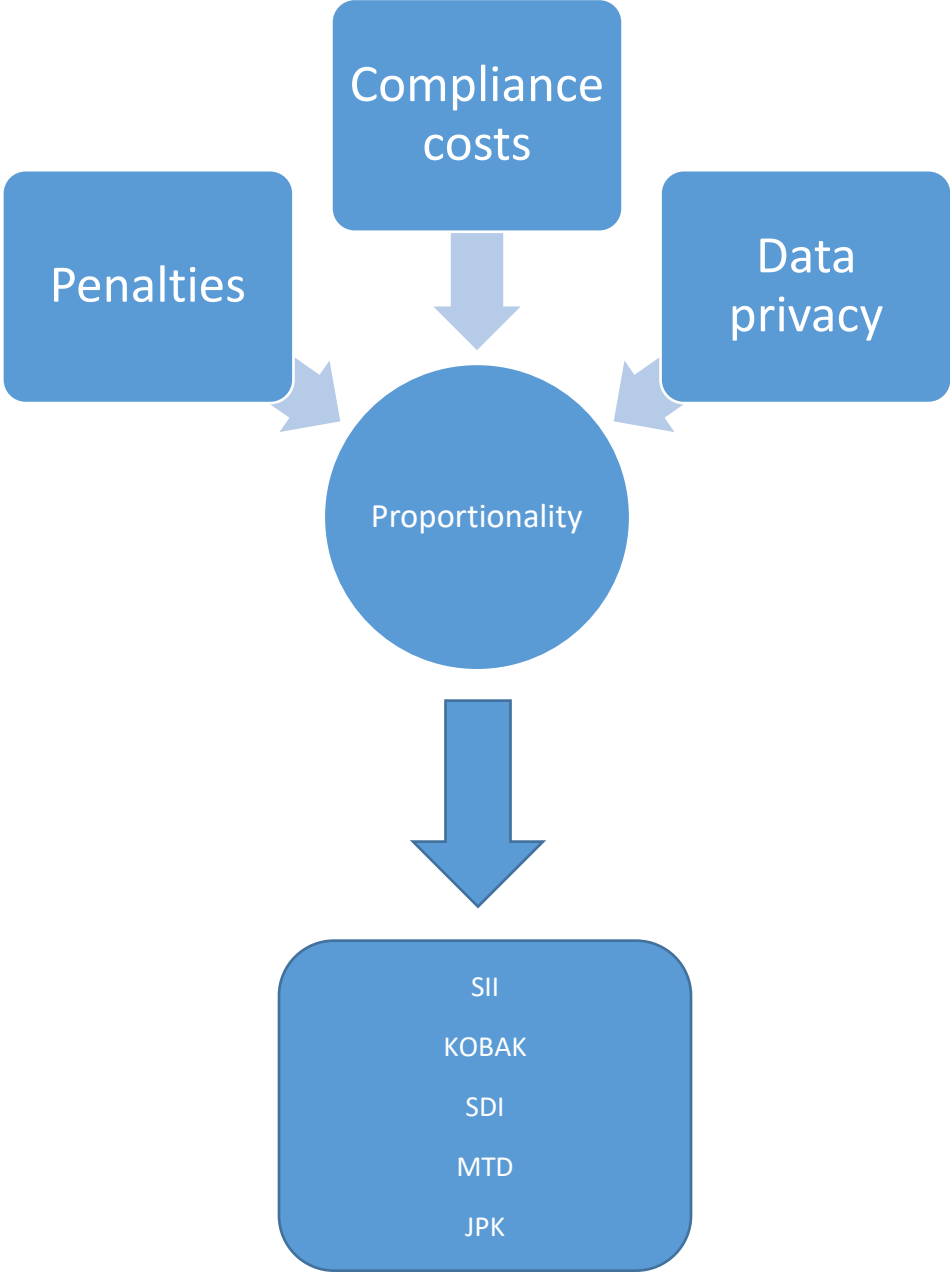 Compliance
costs
Penalties
Data
privacy
Proportionality
SII
KOBAK
SDI
MTD
JPK